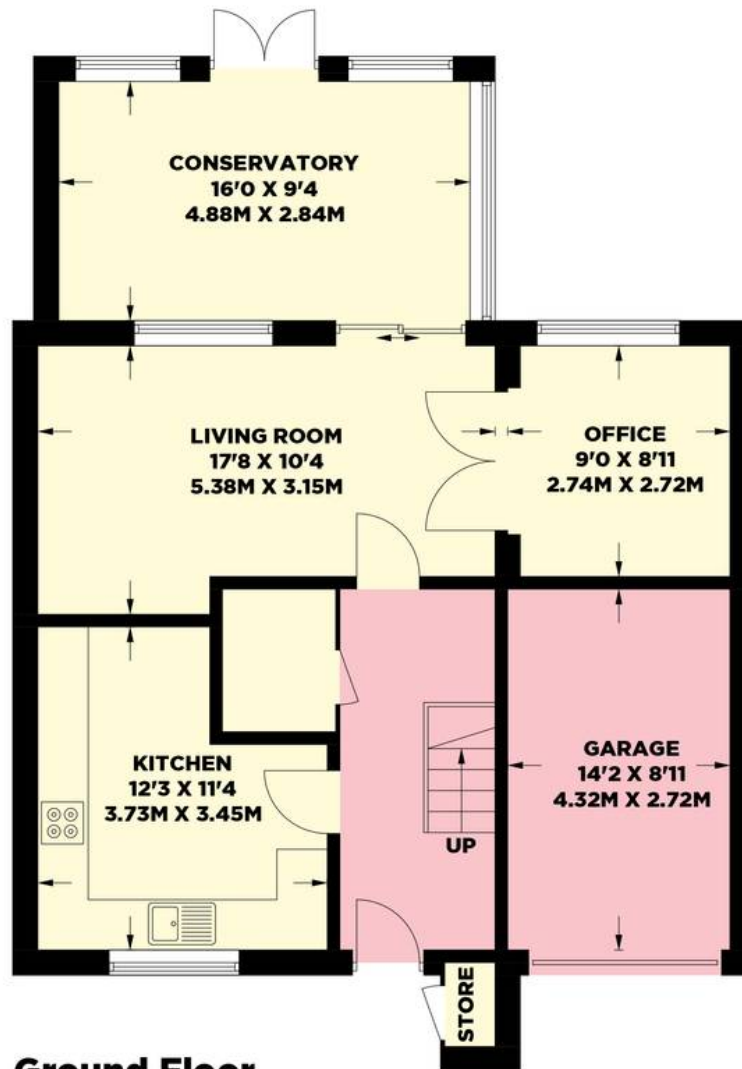 CONSERVATORY
16'0 X 9'4
4.88M X 2.84M
LIVING ROOM
17'8 X 10'4
5.38M X 3.15M
OFFICE
9'0 X 8'11
2.74M X 2.72M
KITCHEN
12'3 X 11'4
3.73M X 3.45M
GARAGE
14'2 X 8'11
4.32M X 2.72M
UP
STORE
Ground Floor